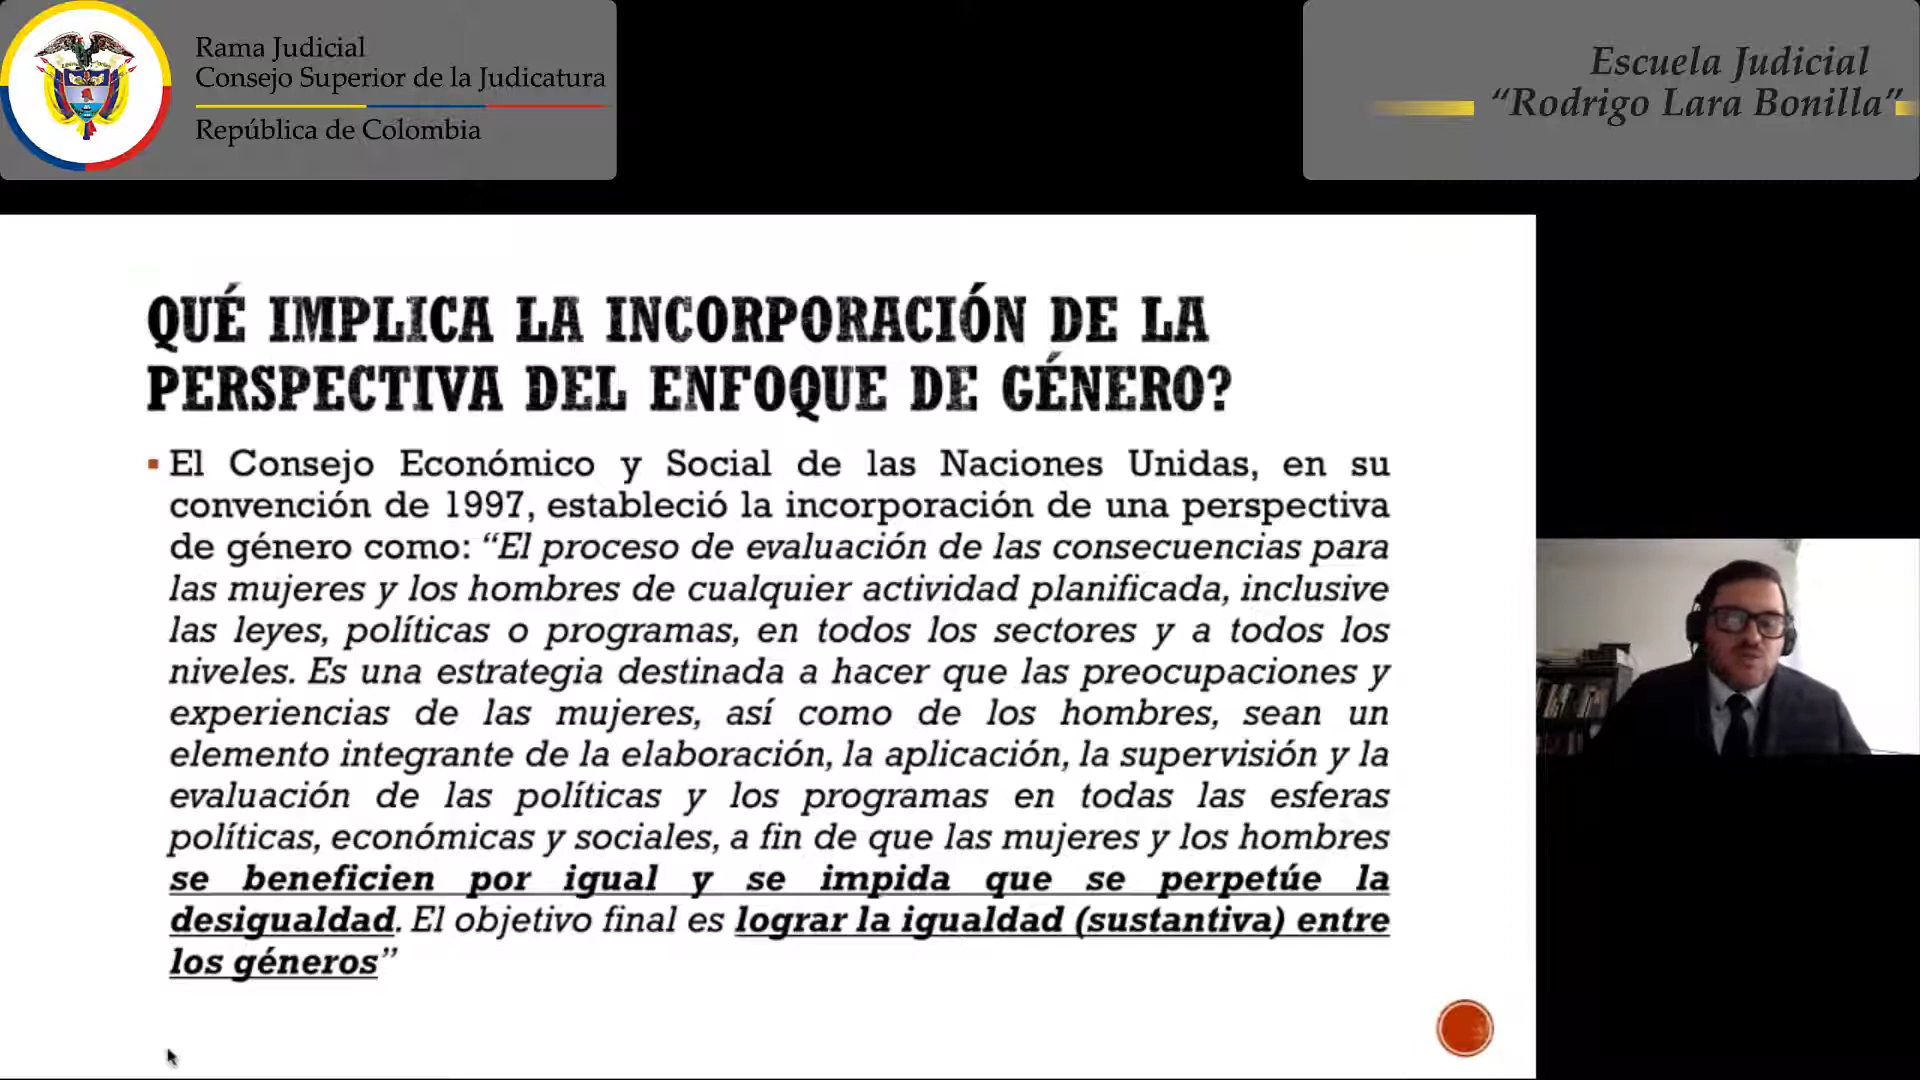 Rama Judicial
Consejo Superior de la Judicatura
República de Colombia
Escuela Judicial
“Rodrigo Lara Bonilla”
QUÉ IMPLICA LA INCORPORACIÓN DE LA
PERSPECTIVA DEL ENFOQUE DE GÉNERO?
▪ El Consejo Económico y Social de las Naciones Unidas, en su
convención de 1997, estableció la incorporación de una perspectiva
de género como: “El proceso de evaluación de las consecuencias para
las mujeres y los hombres de cualquier actividad planificada, inclusive
las leyes, políticas o programas, en todos los sectores y a todos los
niveles. Es una estrategia destinada a hacer que las preocupaciones y
experiencias de las mujeres, así como de los hombres, sean un
elemento integrante de la elaboración, la aplicación, la supervisión y la
evaluación de las políticas y los programas en todas las esferas
políticas, económicas y sociales, a fin de que las mujeres y los hombres
se beneficien por igual y se impida que se perpetúe la
desigualdad. El objetivo final es lograr la igualdad (sustantiva) entre
los géneros”